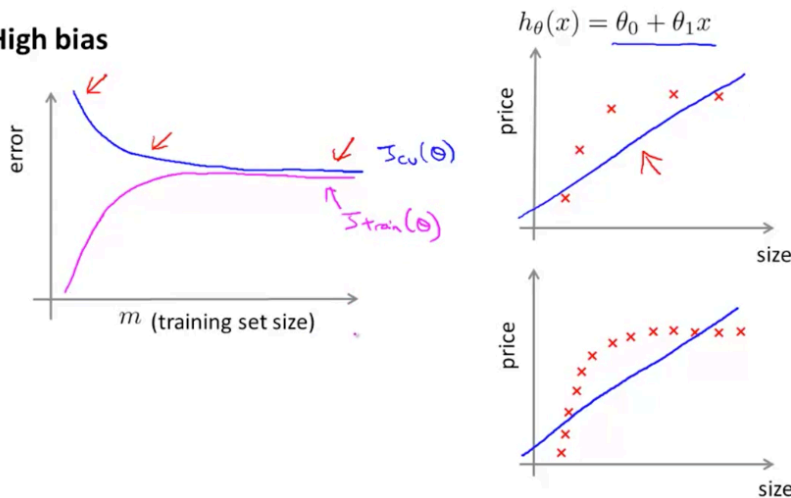 High bias
error
m (training set size)
Jcv(θ)
Jtrain(θ)
hθ(x) = θ0 + θ1x
price
size
price
size